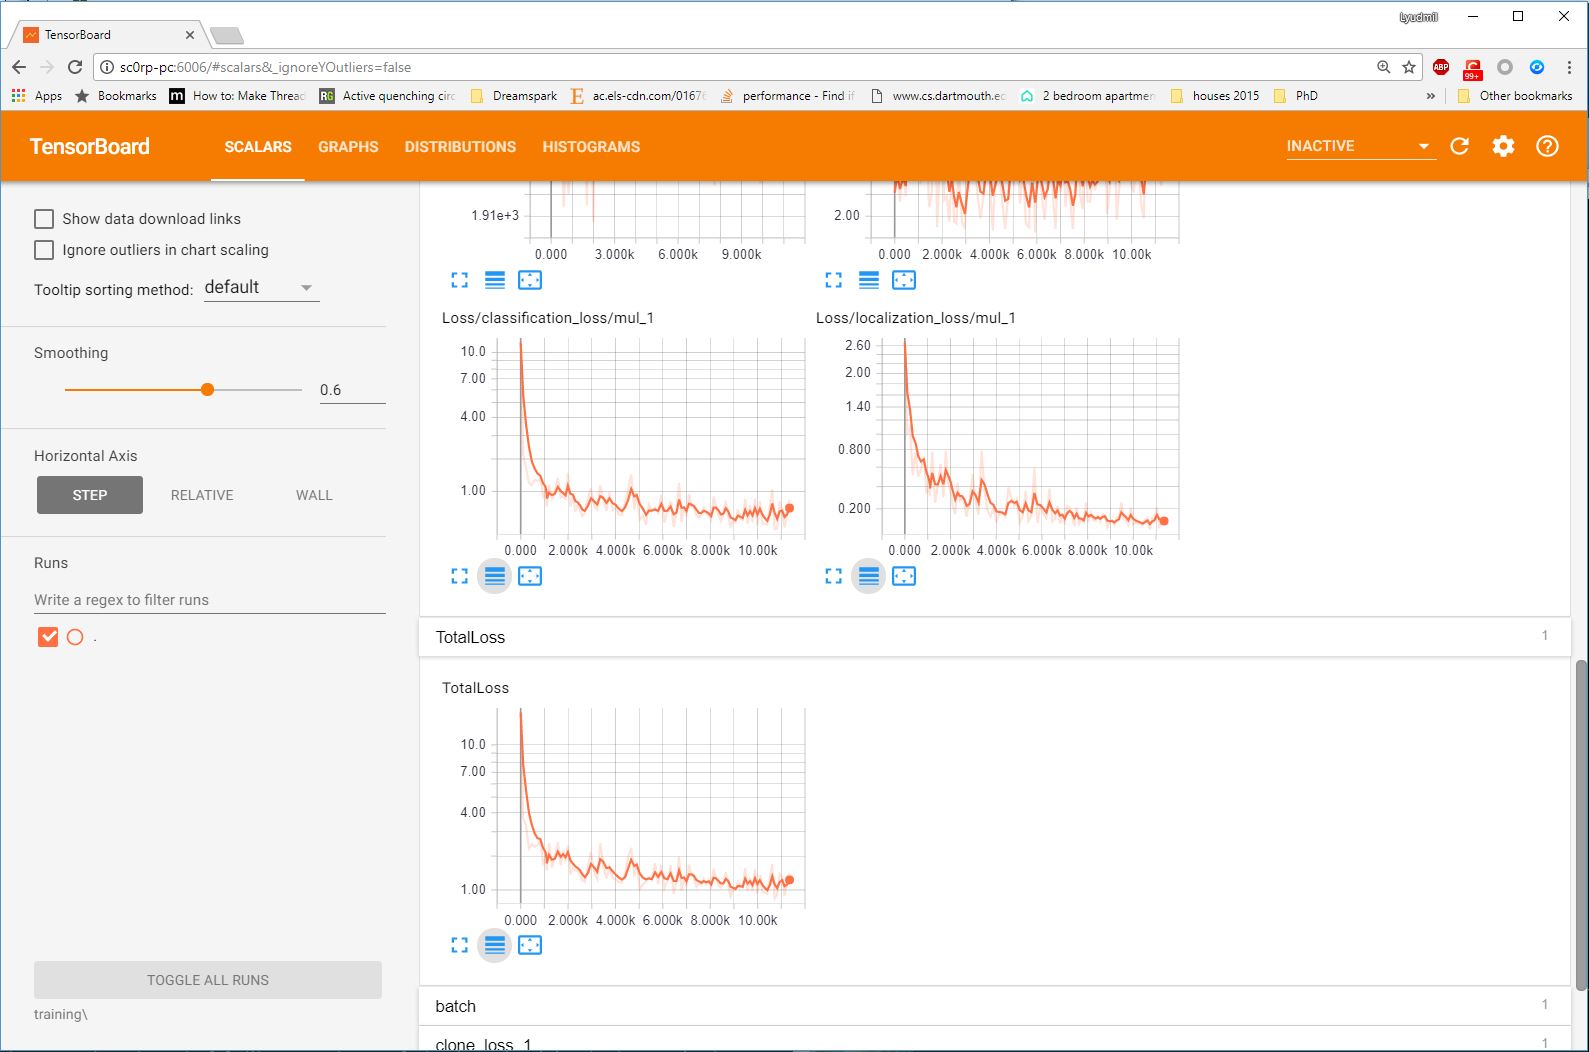 Lyudmil
TensorBoard
sc0rp-pc:6006/#scalars&_ignoreYOutliers=false
ABP
99+
Apps Bookmarks m How to: Make Thread RG Active quenching circ Dreamspark E ac.els-cdn.com/0167 performance - Find if www.cs.dartmouth.ed 2 bedroom apartmen houses 2015 PhD » Other bookmarks
TensorBoard SCALARS GRAPHS DISTRIBUTIONS HISTOGRAMS INACTIVE
Show data download links
Ignore outliers in chart scaling
Tooltip sorting method: default
Smoothing
0.6
Horizontal Axis
STEP RELATIVE WALL
Runs
Write a regex to filter runs
.
TOGGLE ALL RUNS
training\
1.91e+3
0.000 3.000k 6.000k 9.000k
2.00
0.000 2.000k 4.000k 6.000k 8.000k 10.00k
Loss/classification_loss/mul_1
10.0
7.00
4.00
1.00
0.000 2.000k 4.000k 6.000k 8.000k 10.00k
Loss/localization_loss/mul_1
2.60
2.00
1.40
0.800
0.200
0.000 2.000k 4.000k 6.000k 8.000k 10.00k
TotalLoss 1
TotalLoss
10.0
7.00
4.00
1.00
0.000 2.000k 4.000k 6.000k 8.000k 10.00k
batch 1
clone_loss_1 1